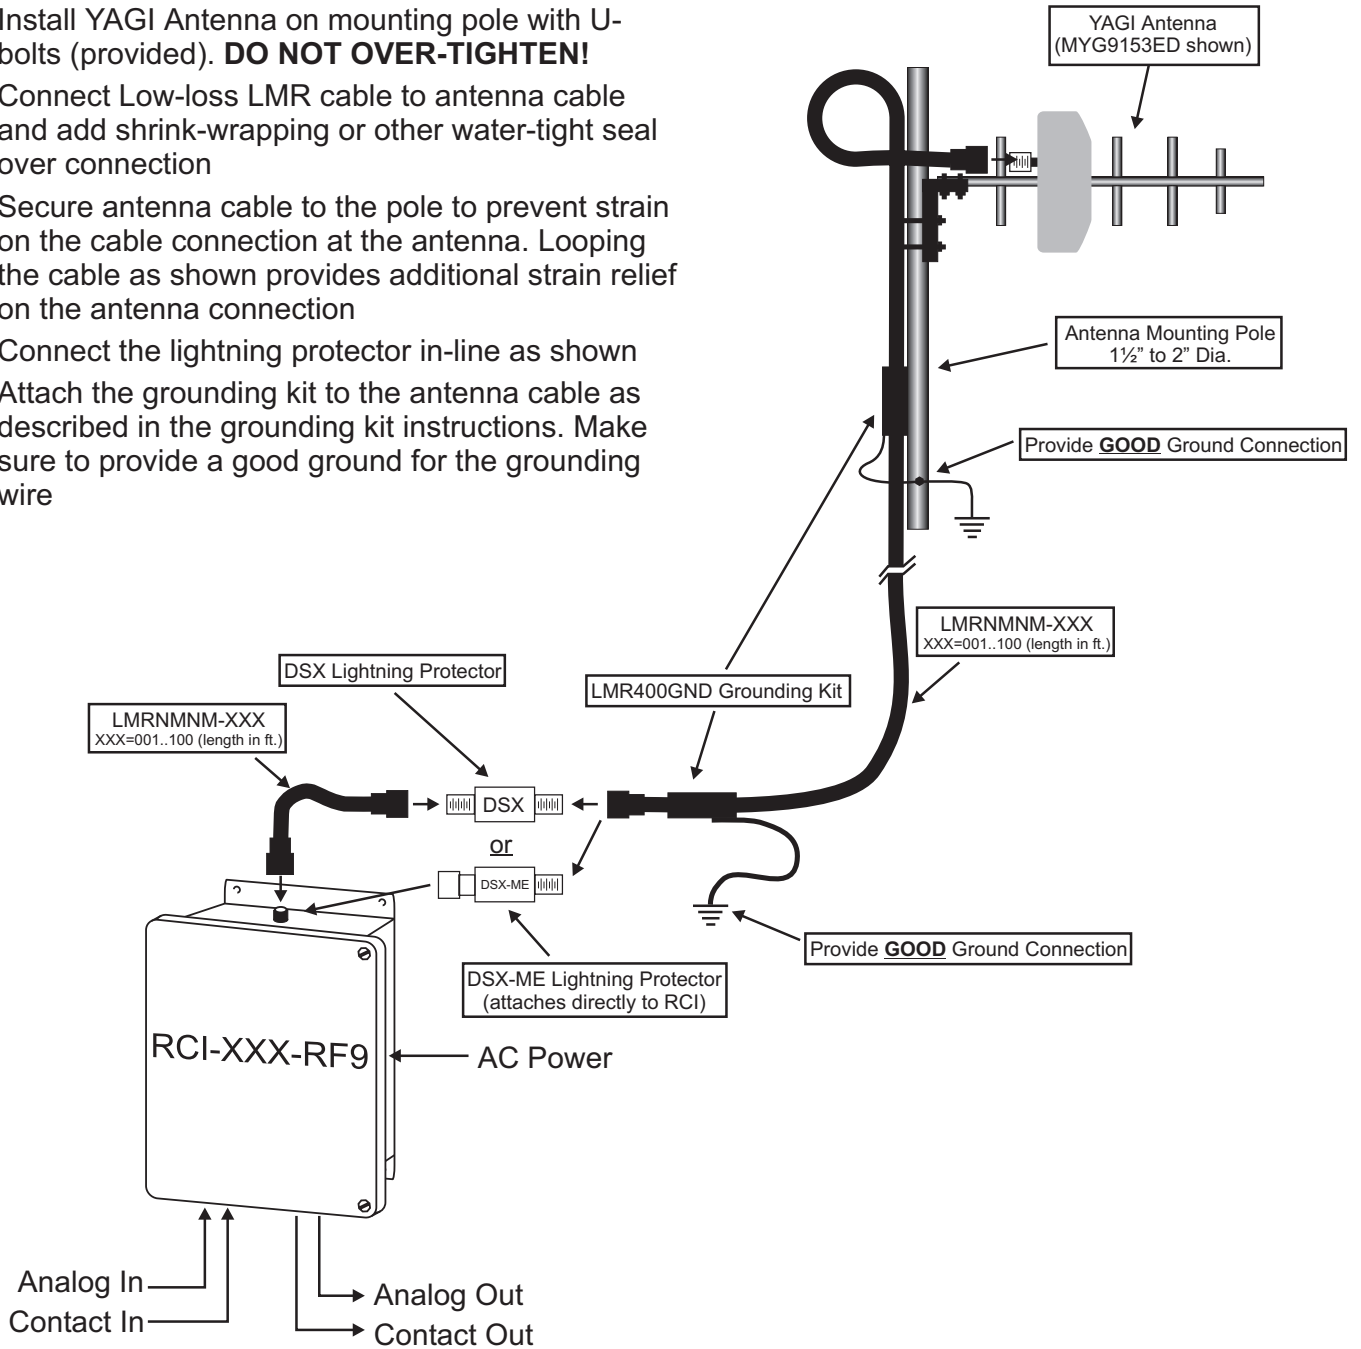 Install YAGI Antenna on mounting pole with U-
bolts (provided). DO NOT OVER-TIGHTEN!
Connect Low-loss LMR cable to antenna cable
and add shrink-wrapping or other water-tight seal
over connection
Secure antenna cable to the pole to prevent strain
on the cable connection at the antenna. Looping
the cable as shown provides additional strain relief
on the antenna connection
Connect the lightning protector in-line as shown
Attach the grounding kit to the antenna cable as
described in the grounding kit instructions. Make
sure to provide a good ground for the grounding
wire
YAGI Antenna
(MYG9153ED shown)
Antenna Mounting Pole
1½” to 2” Dia.
Provide GOOD Ground Connection
LMRNMNM-XXX
XXX=001..100 (length in ft.)
DSX Lightning Protector
LMR400GND Grounding Kit
LMRNMNM-XXX
XXX=001..100 (length in ft.)
DSX
or
DSX-ME
Provide GOOD Ground Connection
DSX-ME Lightning Protector
(attaches directly to RCI)
RCI-XXX-RF9
AC Power
Analog In
Contact In
Analog Out
Contact Out